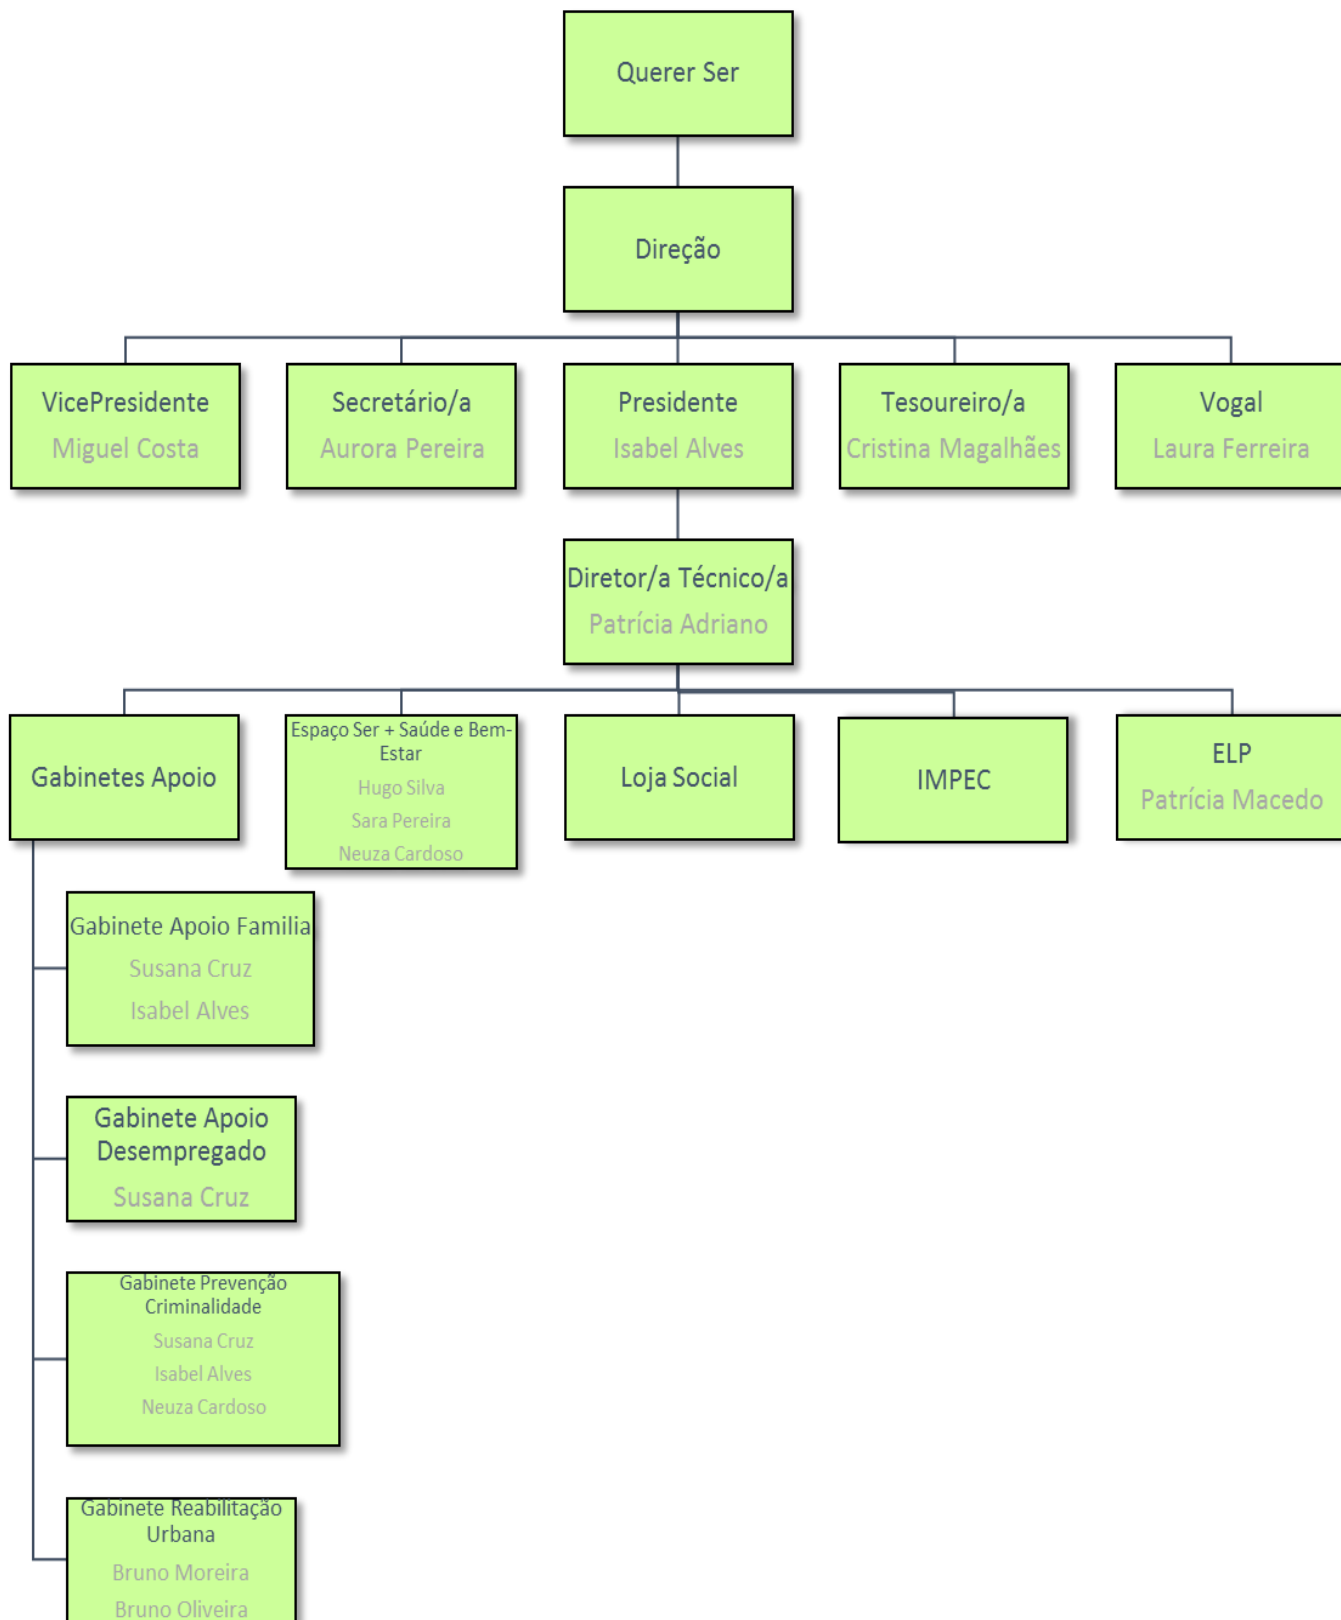 Querer Ser
Direção
VicePresidente
Miguel Costa
Secretário/a
Aurora Pereira
Presidente
Isabel Alves
Tesoureiro/a
Cristina Magalhães
Vogal
Laura Ferreira
Diretor/a Técnico/a
Patrícia Adriano
Gabinetes Apoio
Espaço Ser + Saúde e Bem-
Estar
Hugo Silva
Sara Pereira
Neuza Cardoso
Loja Social
IMPEC
ELP
Patrícia Macedo
Gabinete Apoio Familia
Susana Cruz
Isabel Alves
Gabinete Apoio
Desempregado
Susana Cruz
Gabinete Prevenção
Criminalidade
Susana Cruz
Isabel Alves
Neuza Cardoso
Gabinete Reabilitação
Urbana
Bruno Moreira
Bruno Oliveira